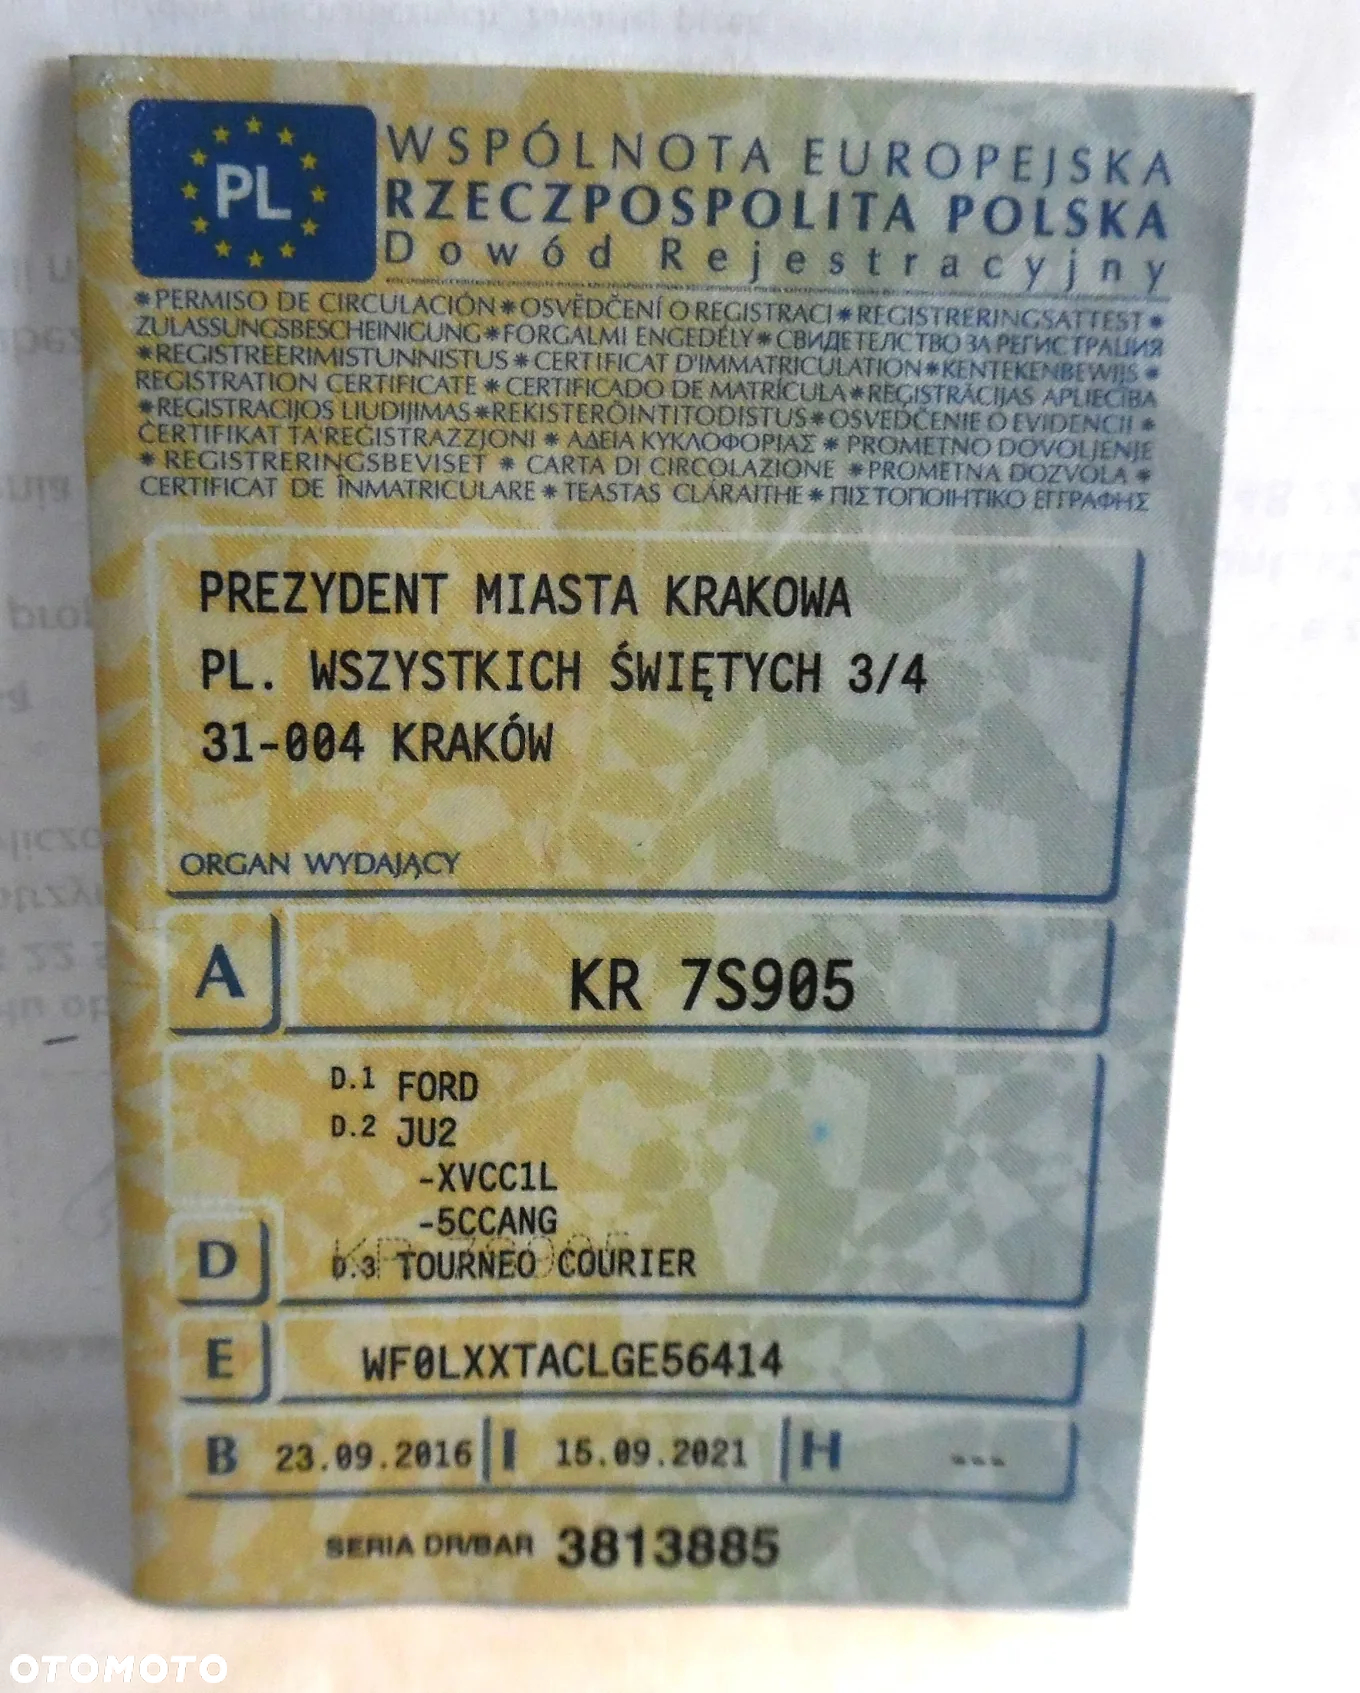 PL
WSPÓLNOTA EUROPEJSKA
RZECZPOSPOLITA POLSKA
Dowód Rejestracyjny
*PERMISO DE CIRCULACIÓN*OSVĚDČENÍ O REGISTRACI*REGISTRERINGSATTEST*
ZULASSUNGSBESCHEINIGUNG*FORGALMI ENGEDÉLY*СВИДЕТЕЛСТВО ЗА РЕГИСТРАЦИЯ
*REGISTREERIMISTUNNISTUS*CERTIFICAT D'IMMATRICULATION*KENTEKENBEWIJS*
REGISTRATION CERTIFICATE*CERTIFICADO DE MATRÍCULA*REĢISTRĀCIJAS APLIECĪBA
*REGISTRACIJOS LIUDIJIMAS*REKISTERÖINTITODISTUS*OSVEDČENIE O EVIDENCII*
ĊERTIFIKAT TA'REĠISTRAZZJONI*ΑΔΕΙΑ ΚΥΚΛΟΦΟΡΙΑΣ*PROMETNO DOVOLJENJE
*REGISTRERINGSBEVISET*CARTA DI CIRCOLAZIONE*PROMETNA DOZVOLA*
CERTIFICAT DE ÎNMATRICULARE*TEASTAS CLÁRAITHE*ΠΙΣΤΟΠΟΙΗΤΙΚΟ ΕΓΓΡΑΦΗΣ
PREZYDENT MIASTA KRAKOWA
PL. WSZYSTKICH ŚWIĘTYCH 3/4
31-004 KRAKÓW
ORGAN WYDAJĄCY
A KR 7S905
D.1 FORD
D.2 JU2
-XVCC1L
-5CCANG
D D.3 TOURNEO COURIER
E WF0LXXTACLGE56414
B 23.09.2016 I 15.09.2021 H ---
SERIA DR/BAR 3813885
OTOMOTO